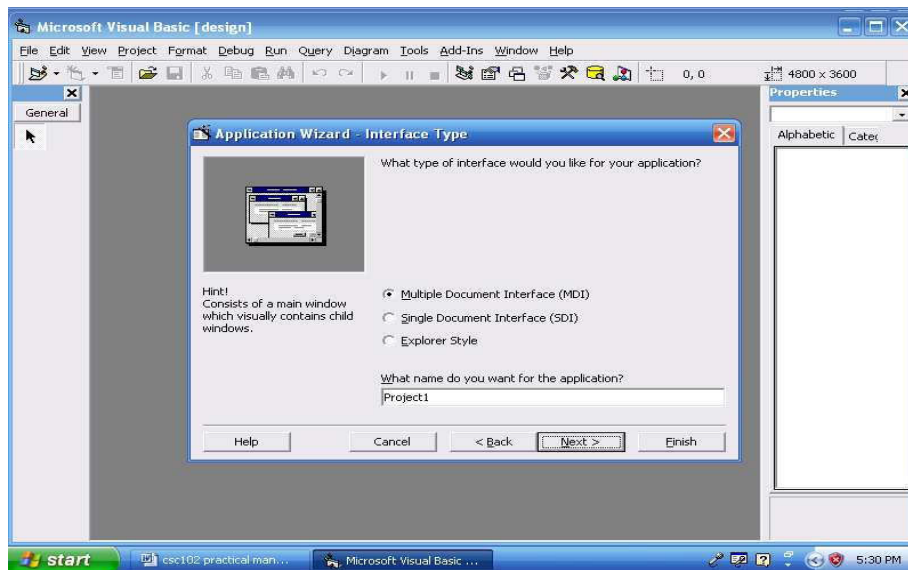 Microsoft Visual Basic [design]
File Edit View Project Format Debug Run Query Diagram Tools Add-Ins Window Help
0, 0 4800 x 3600
General
Properties
Alphabetic
Application Wizard - Interface Type
What type of interface would you like for your application?
Hint!
Consists of a main window
which visually contains child
windows.
Multiple Document Interface (MDI)
Single Document Interface (SDI)
Explorer Style
What name do you want for the application?
Project1
Help Cancel < Back Next > Finish
start csc102 practical man... Microsoft Visual Basic ... 5:30 PM